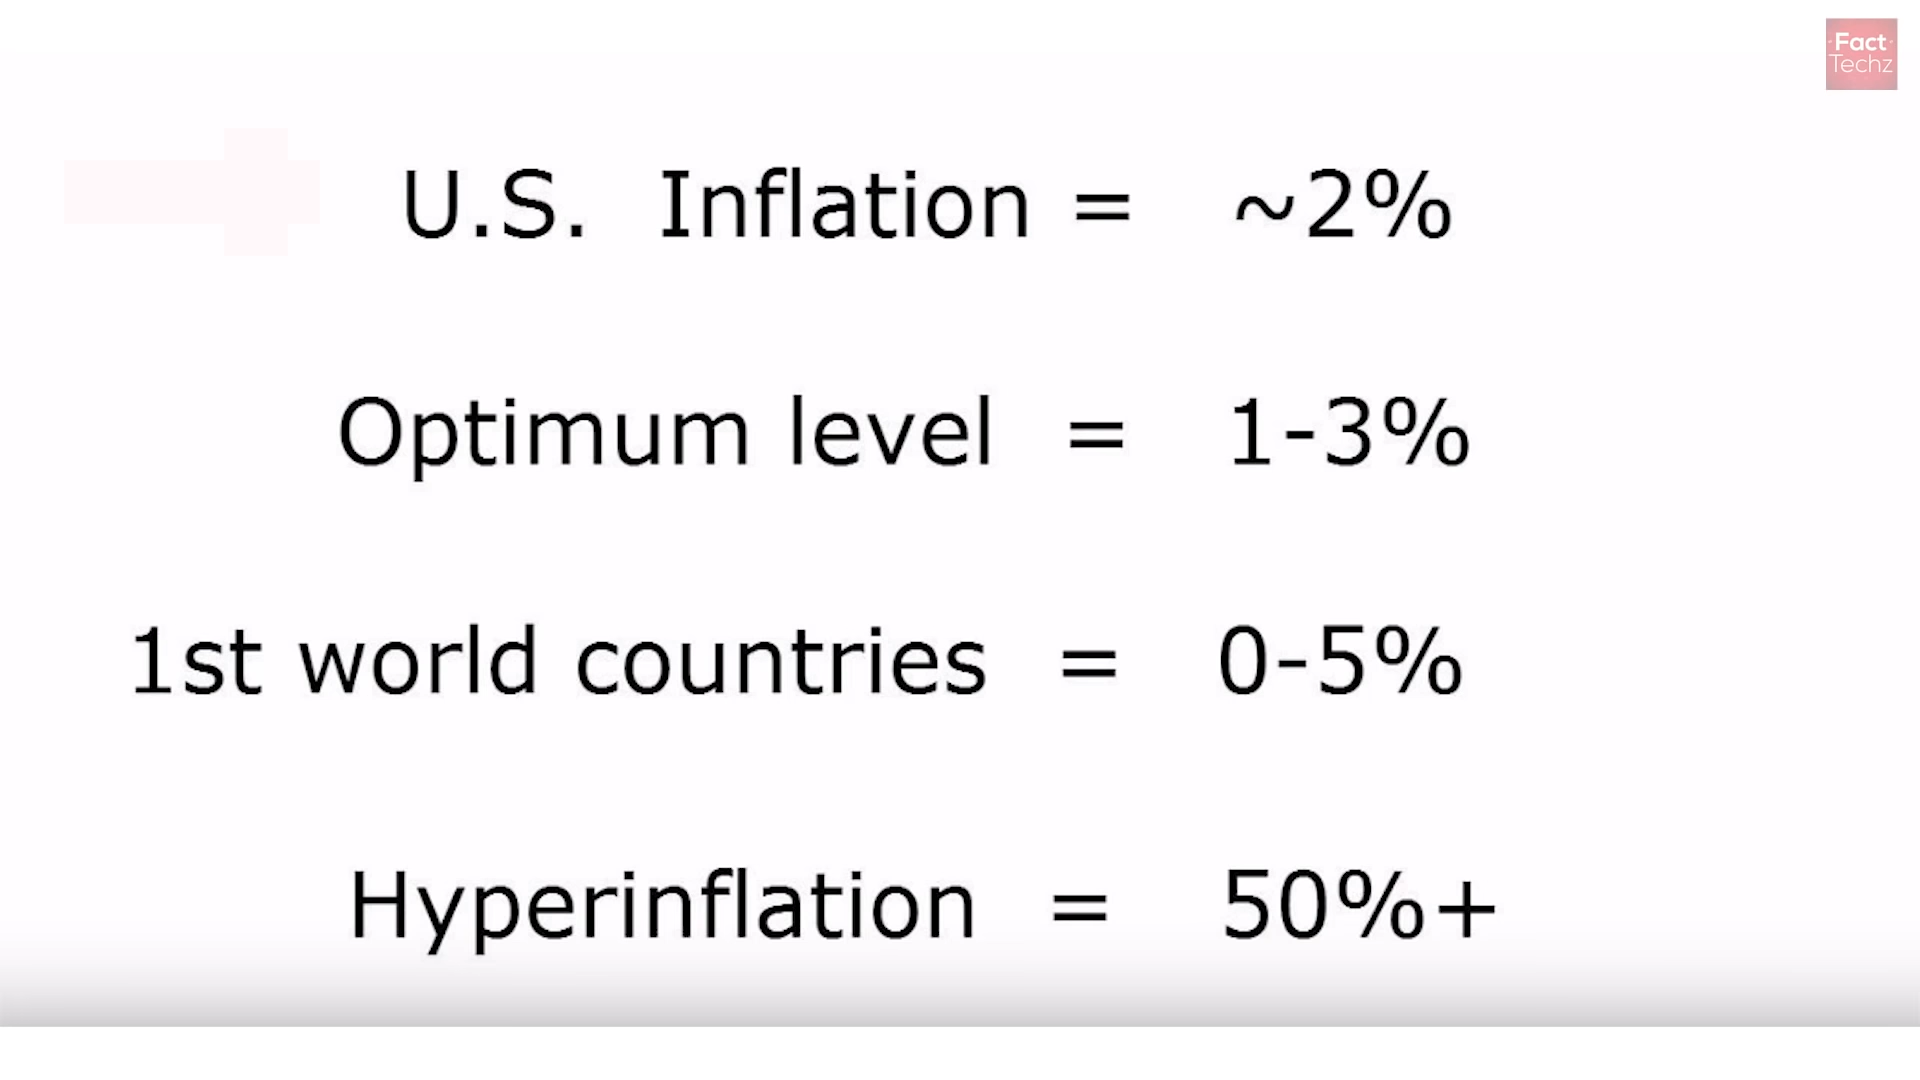 Fact
Techz
U.S. Inflation = ~2%
Optimum level = 1-3%
1st world countries = 0-5%
Hyperinflation = 50%+